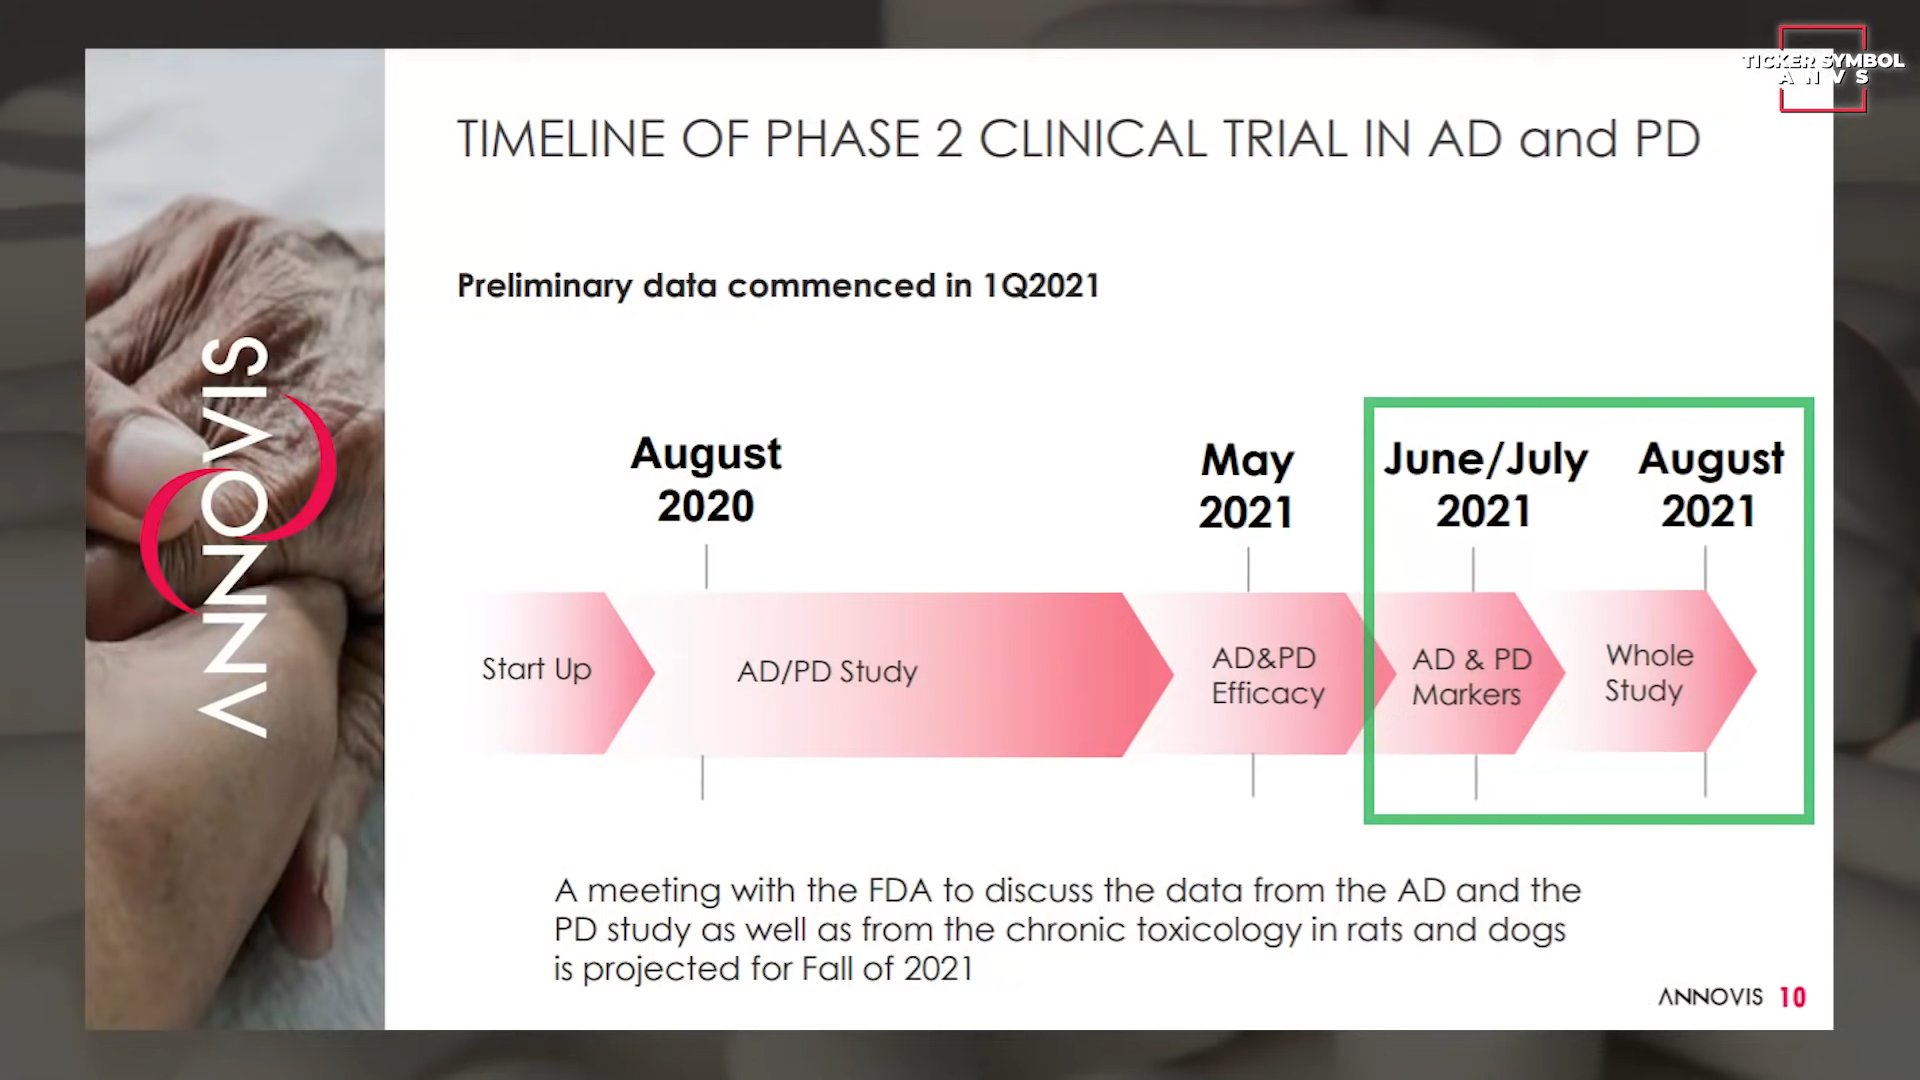 TICKER SYMBOL
ANVS
TIMELINE OF PHASE 2 CLINICAL TRIAL IN AD and PD
Preliminary data commenced in 1Q2021
ANNOVIS
August
2020
May
2021
June/July
2021
August
2021
Start Up
AD/PD Study
AD&PD
Efficacy
AD & PD
Markers
Whole
Study
A meeting with the FDA to discuss the data from the AD and the
PD study as well as from the chronic toxicology in rats and dogs
is projected for Fall of 2021
ANNOVIS 10